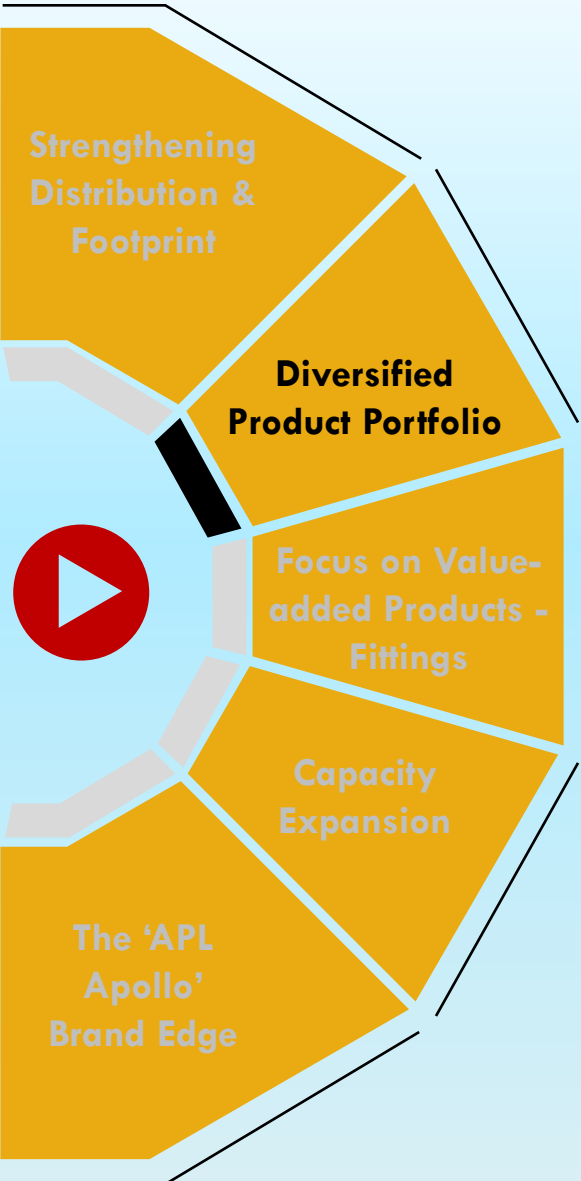 Strengthening
Distribution &
Footprint
Diversified
Product Portfolio
Focus on Value-
added Products -
Fittings
Capacity
Expansion
The ‘APL
Apollo’
Brand Edge